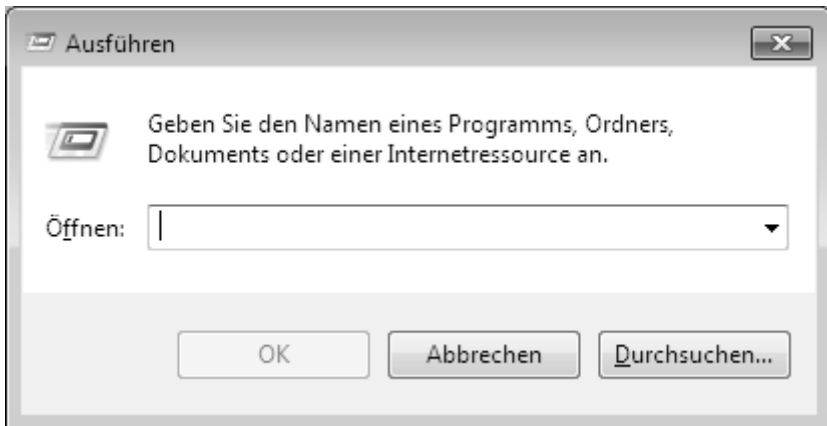 Ausführen
Geben Sie den Namen eines Programms, Ordners,
Dokuments oder einer Internetressource an.
Öffnen:
OK
Abbrechen
Durchsuchen...